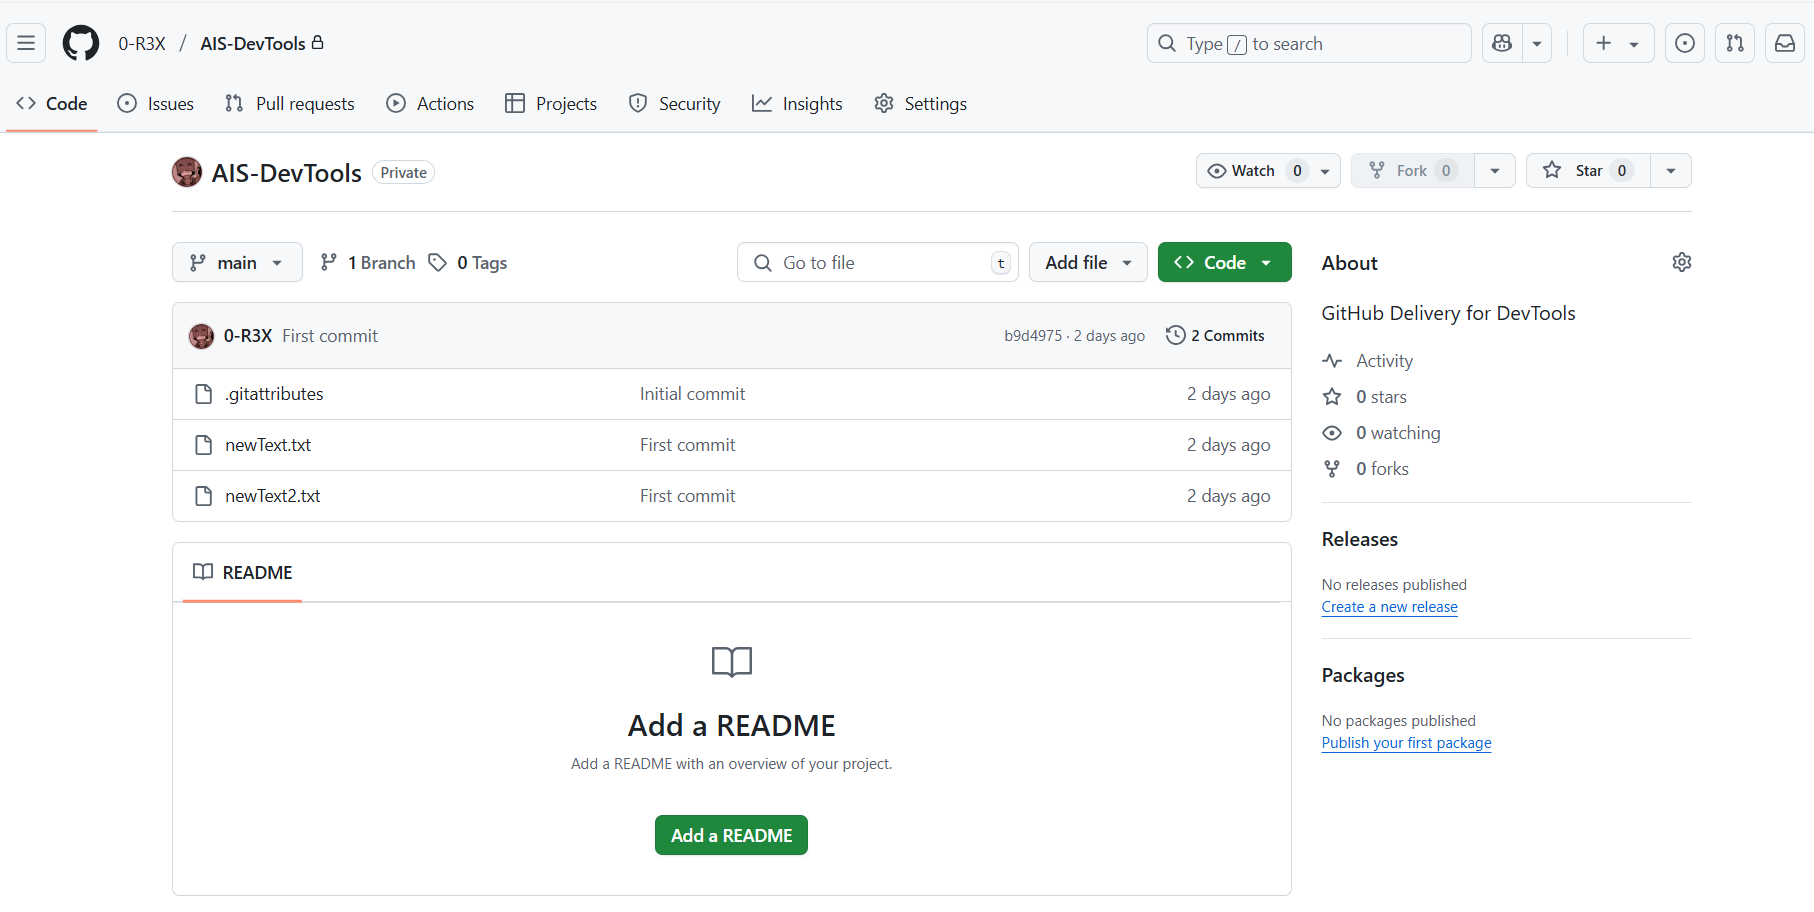 0-R3X / AIS-DevTools
Type / to search
Code Issues Pull requests Actions Projects Security Insights Settings
AIS-DevTools Private
Watch 0 Fork 0 Star 0
main 1 Branch 0 Tags Go to file t Add file Code
0-R3X First commit b9d4975 · 2 days ago 2 Commits
.gitattributes Initial commit 2 days ago
newText.txt First commit 2 days ago
newText2.txt First commit 2 days ago
README
Add a README
Add a README with an overview of your project.
Add a README
About
GitHub Delivery for DevTools
Activity
0 stars
0 watching
0 forks
Releases
No releases published
Create a new release
Packages
No packages published
Publish your first package